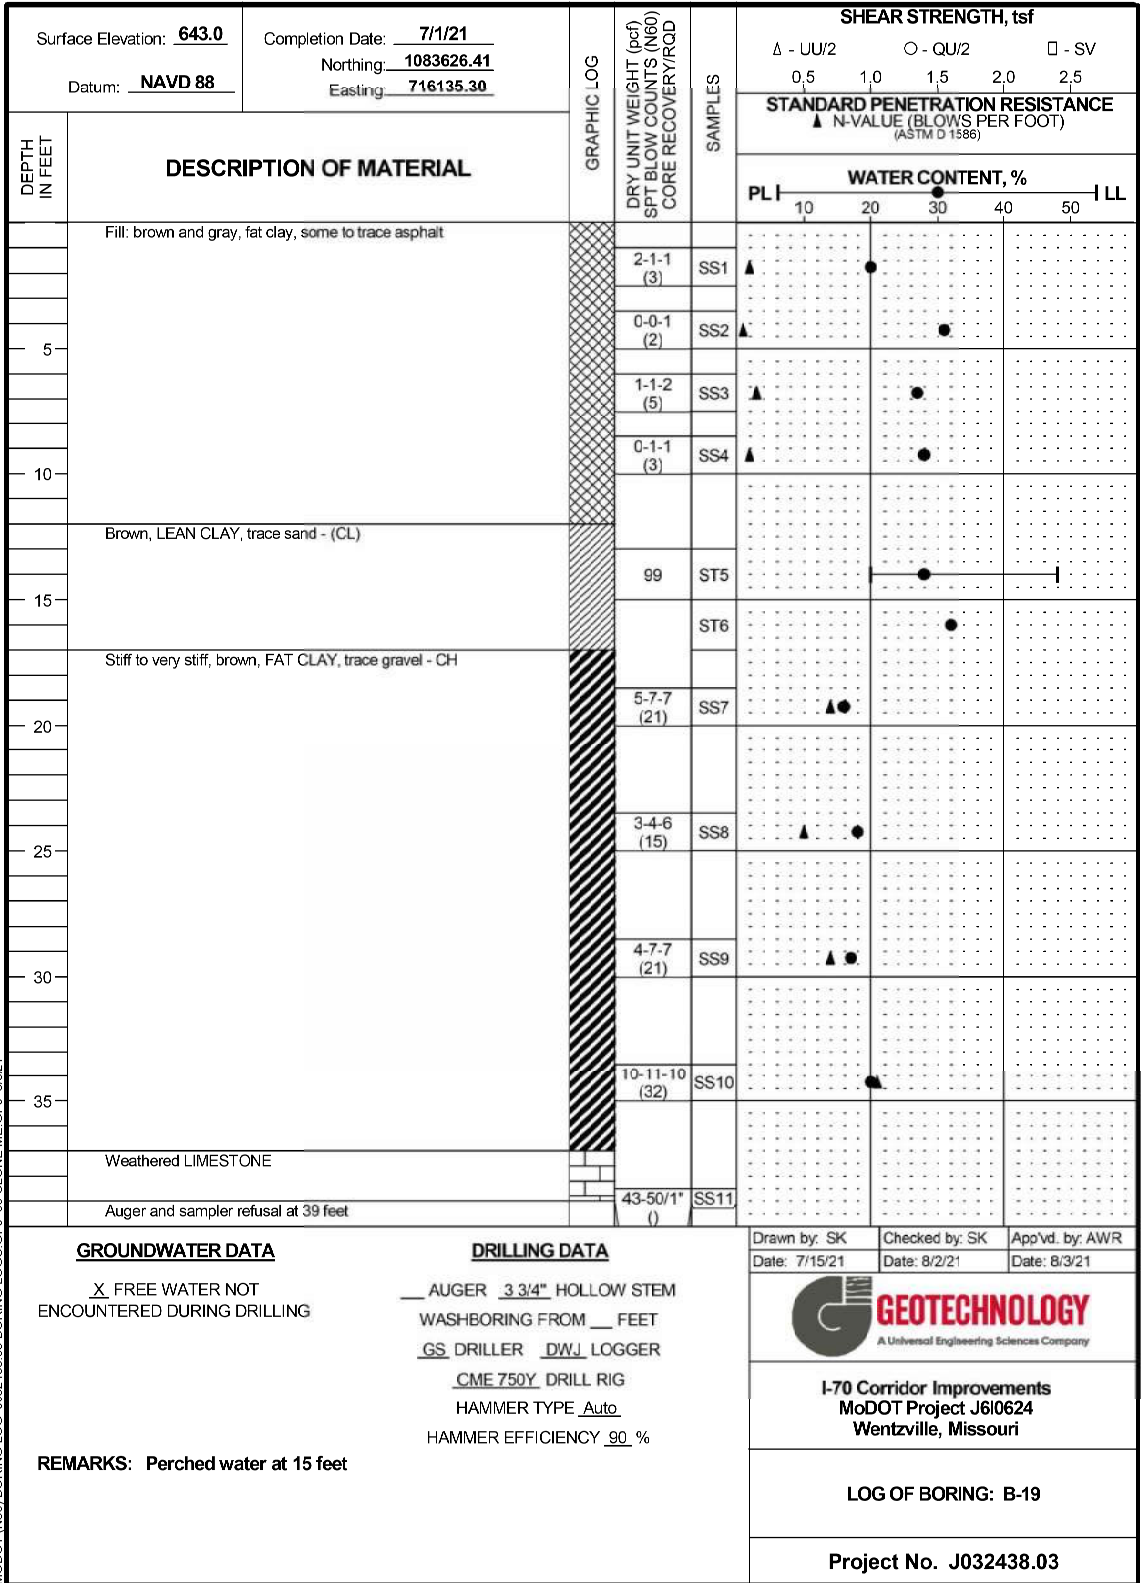 Surface Elevation: 643.0
Datum: NAVD 88
Completion Date: 7/1/21
Northing: 1083626.41
Easting: 716135.30
GRAPHIC LOG
DRY UNIT WEIGHT (pcf)
SPT BLOW COUNTS (N60)
CORE RECOVERY/RQD
SAMPLES
SHEAR STRENGTH, tsf
Δ - UU/2 ○ - QU/2 □ - SV
0.5 1.0 1.5 2.0 2.5
STANDARD PENETRATION RESISTANCE
▲ N-VALUE (BLOWS PER FOOT)
(ASTM D 1586)
WATER CONTENT, %
PL LL
10 20 30 40 50
DEPTH
IN FEET
DESCRIPTION OF MATERIAL
Fill: brown and gray, fat clay, some to trace asphalt
2-1-1
(3)
SS1
0-0-1
(2)
SS2
5
1-1-2
(5)
SS3
0-1-1
(3)
SS4
10
Brown, LEAN CLAY, trace sand - (CL)
99
ST5
15
ST6
Stiff to very stiff, brown, FAT CLAY, trace gravel - CH
5-7-7
(21)
SS7
20
3-4-6
(15)
SS8
25
4-7-7
(21)
SS9
30
10-11-10
(32)
SS10
35
Weathered LIMESTONE
43-50/1"
()
SS11
Auger and sampler refusal at 39 feet
GROUNDWATER DATA
X FREE WATER NOT
ENCOUNTERED DURING DRILLING
DRILLING DATA
__ AUGER 3 3/4" HOLLOW STEM
WASHBORING FROM __ FEET
GS DRILLER DWJ LOGGER
CME 750Y DRILL RIG
HAMMER TYPE Auto
HAMMER EFFICIENCY 90 %
REMARKS: Perched water at 15 feet
Drawn by: SK Checked by: SK App'vd. by: AWR
Date: 7/15/21 Date: 8/2/21 Date: 8/3/21
GEOTECHNOLOGY
A Universal Engineering Sciences Company
I-70 Corridor Improvements
MoDOT Project J6I0624
Wentzville, Missouri
LOG OF BORING: B-19
Project No. J032438.03